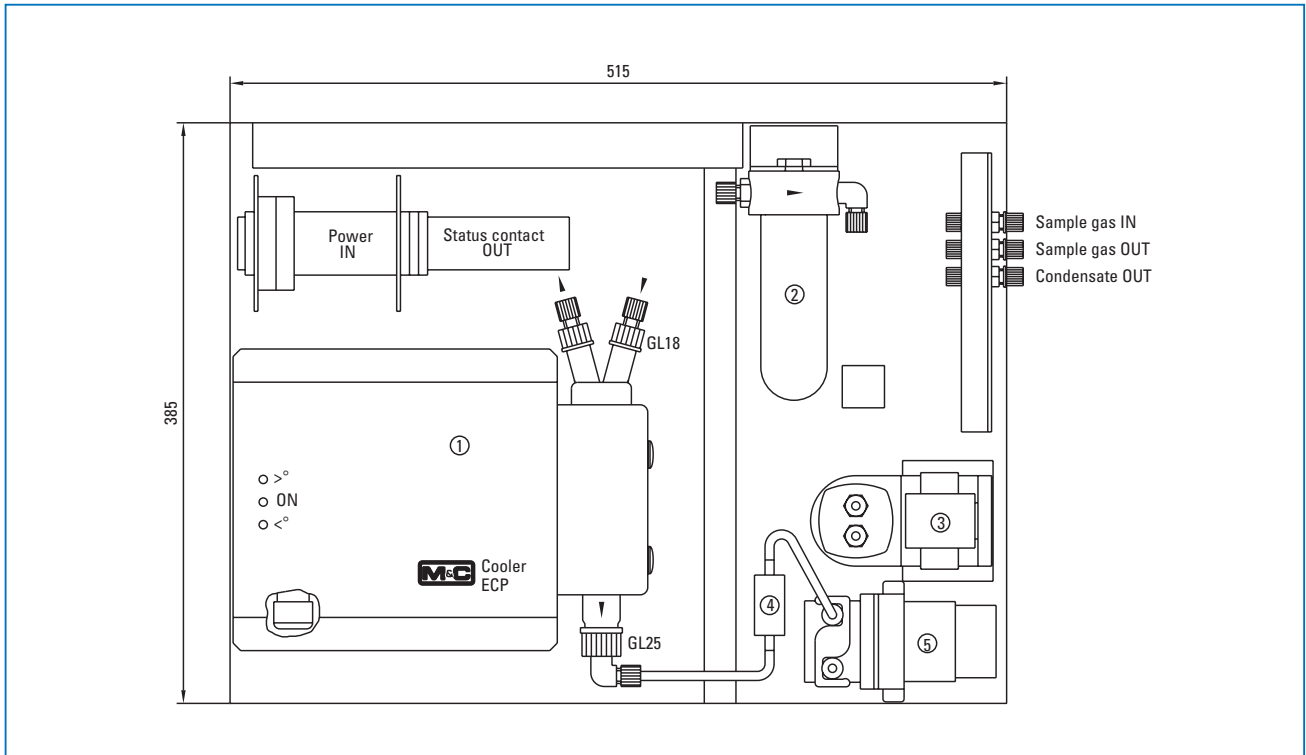 515
385
Power
IN
Status contact
OUT
Sample gas IN
Sample gas OUT
Condensate OUT
②
GL18
①
>°
ON
<°
M&C Cooler
ECP
③
④
⑤
GL25